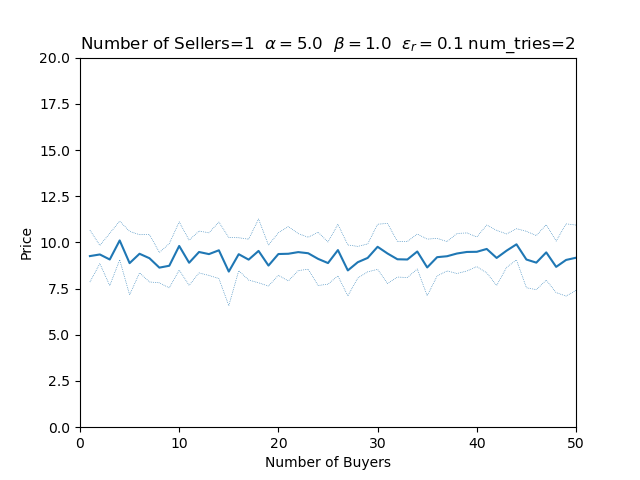 Number of Sellers=1 α = 5.0 β = 1.0 εᵣ = 0.1 num_tries=2
20.0
17.5
15.0
12.5
10.0
7.5
5.0
2.5
0.0
Price
0 10 20 30 40 50
Number of Buyers